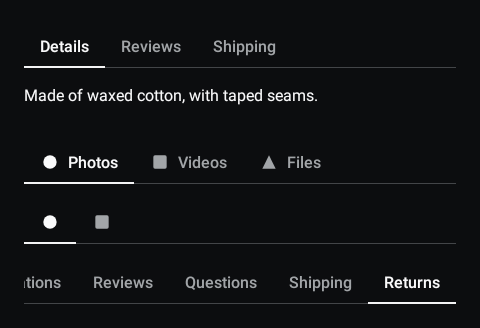 Details Reviews Shipping
Made of waxed cotton, with taped seams.
Photos Videos Files
Reviews Questions Shipping Returns